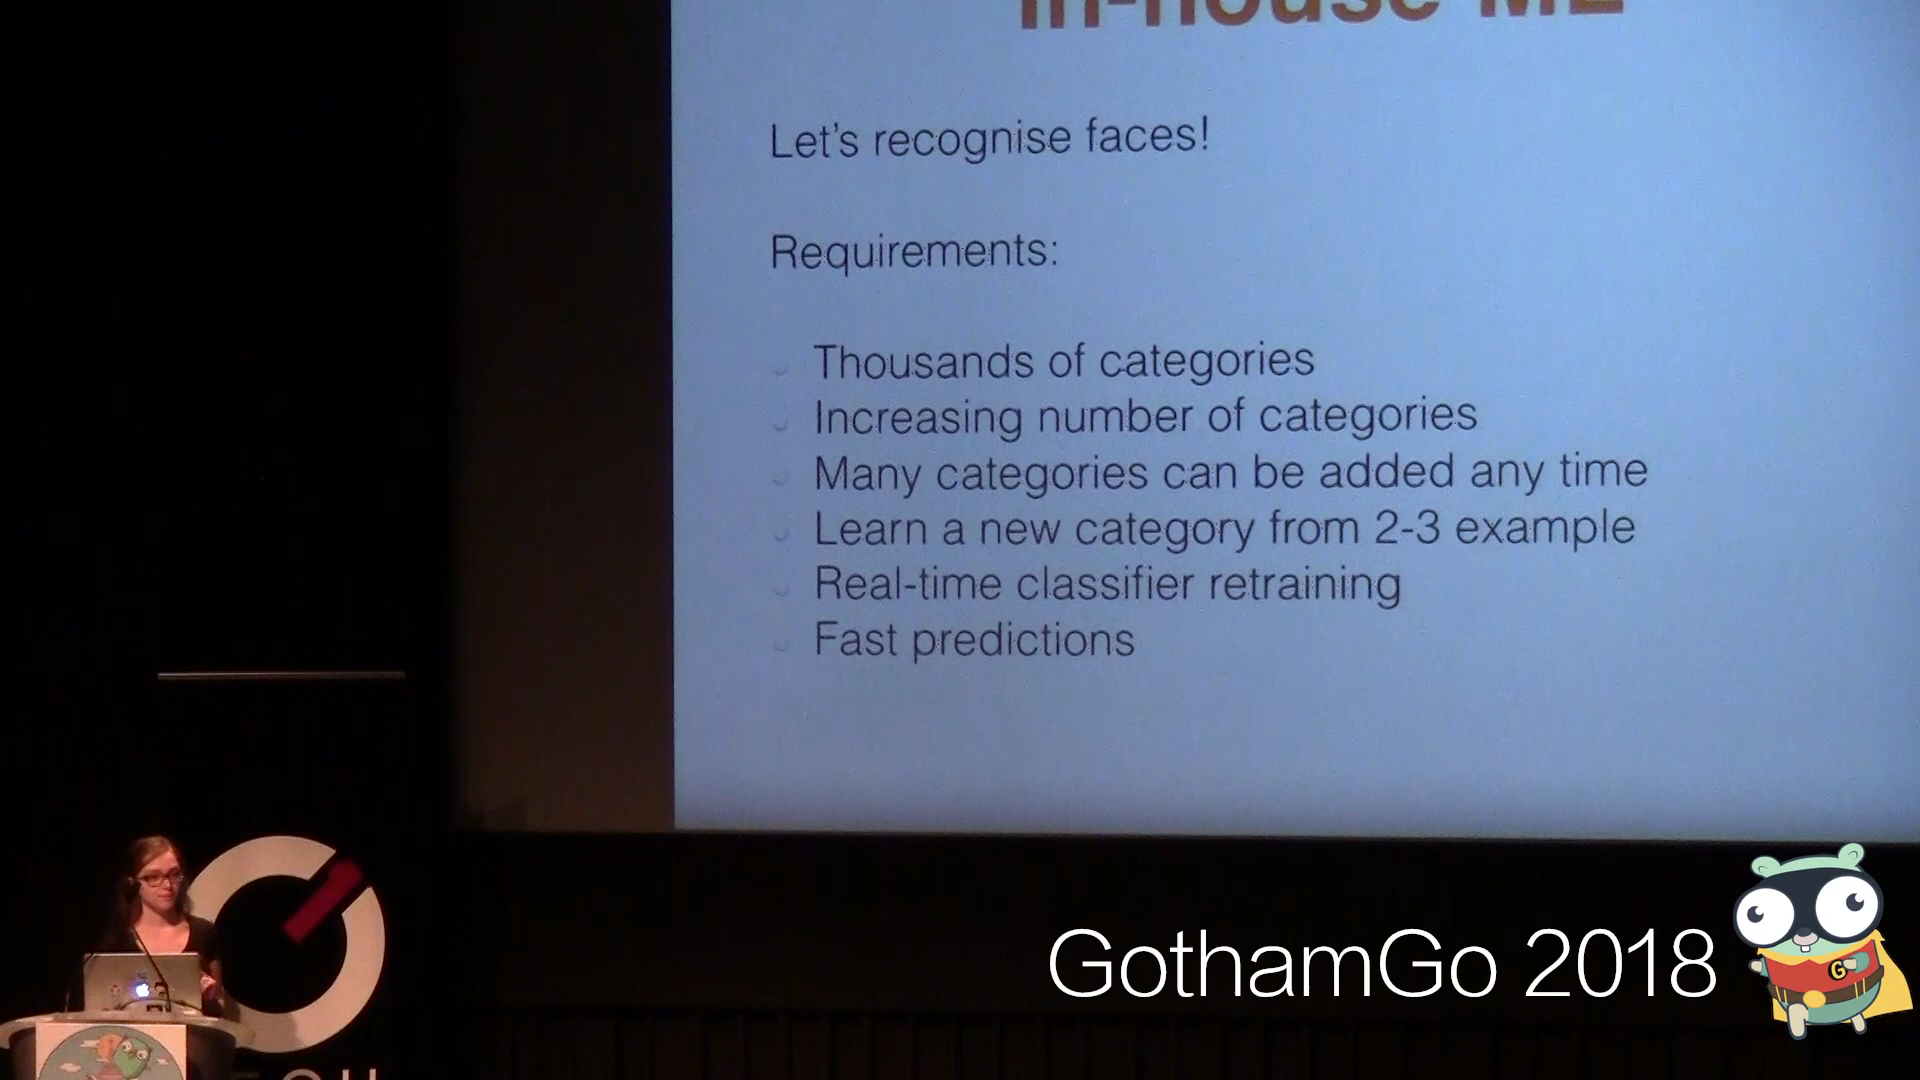 In-house ML
Let's recognise faces!
Requirements:
Thousands of categories
Increasing number of categories
Many categories can be added any time
Learn a new category from 2-3 example
Real-time classifier retraining
Fast predictions
GothamGo 2018
G